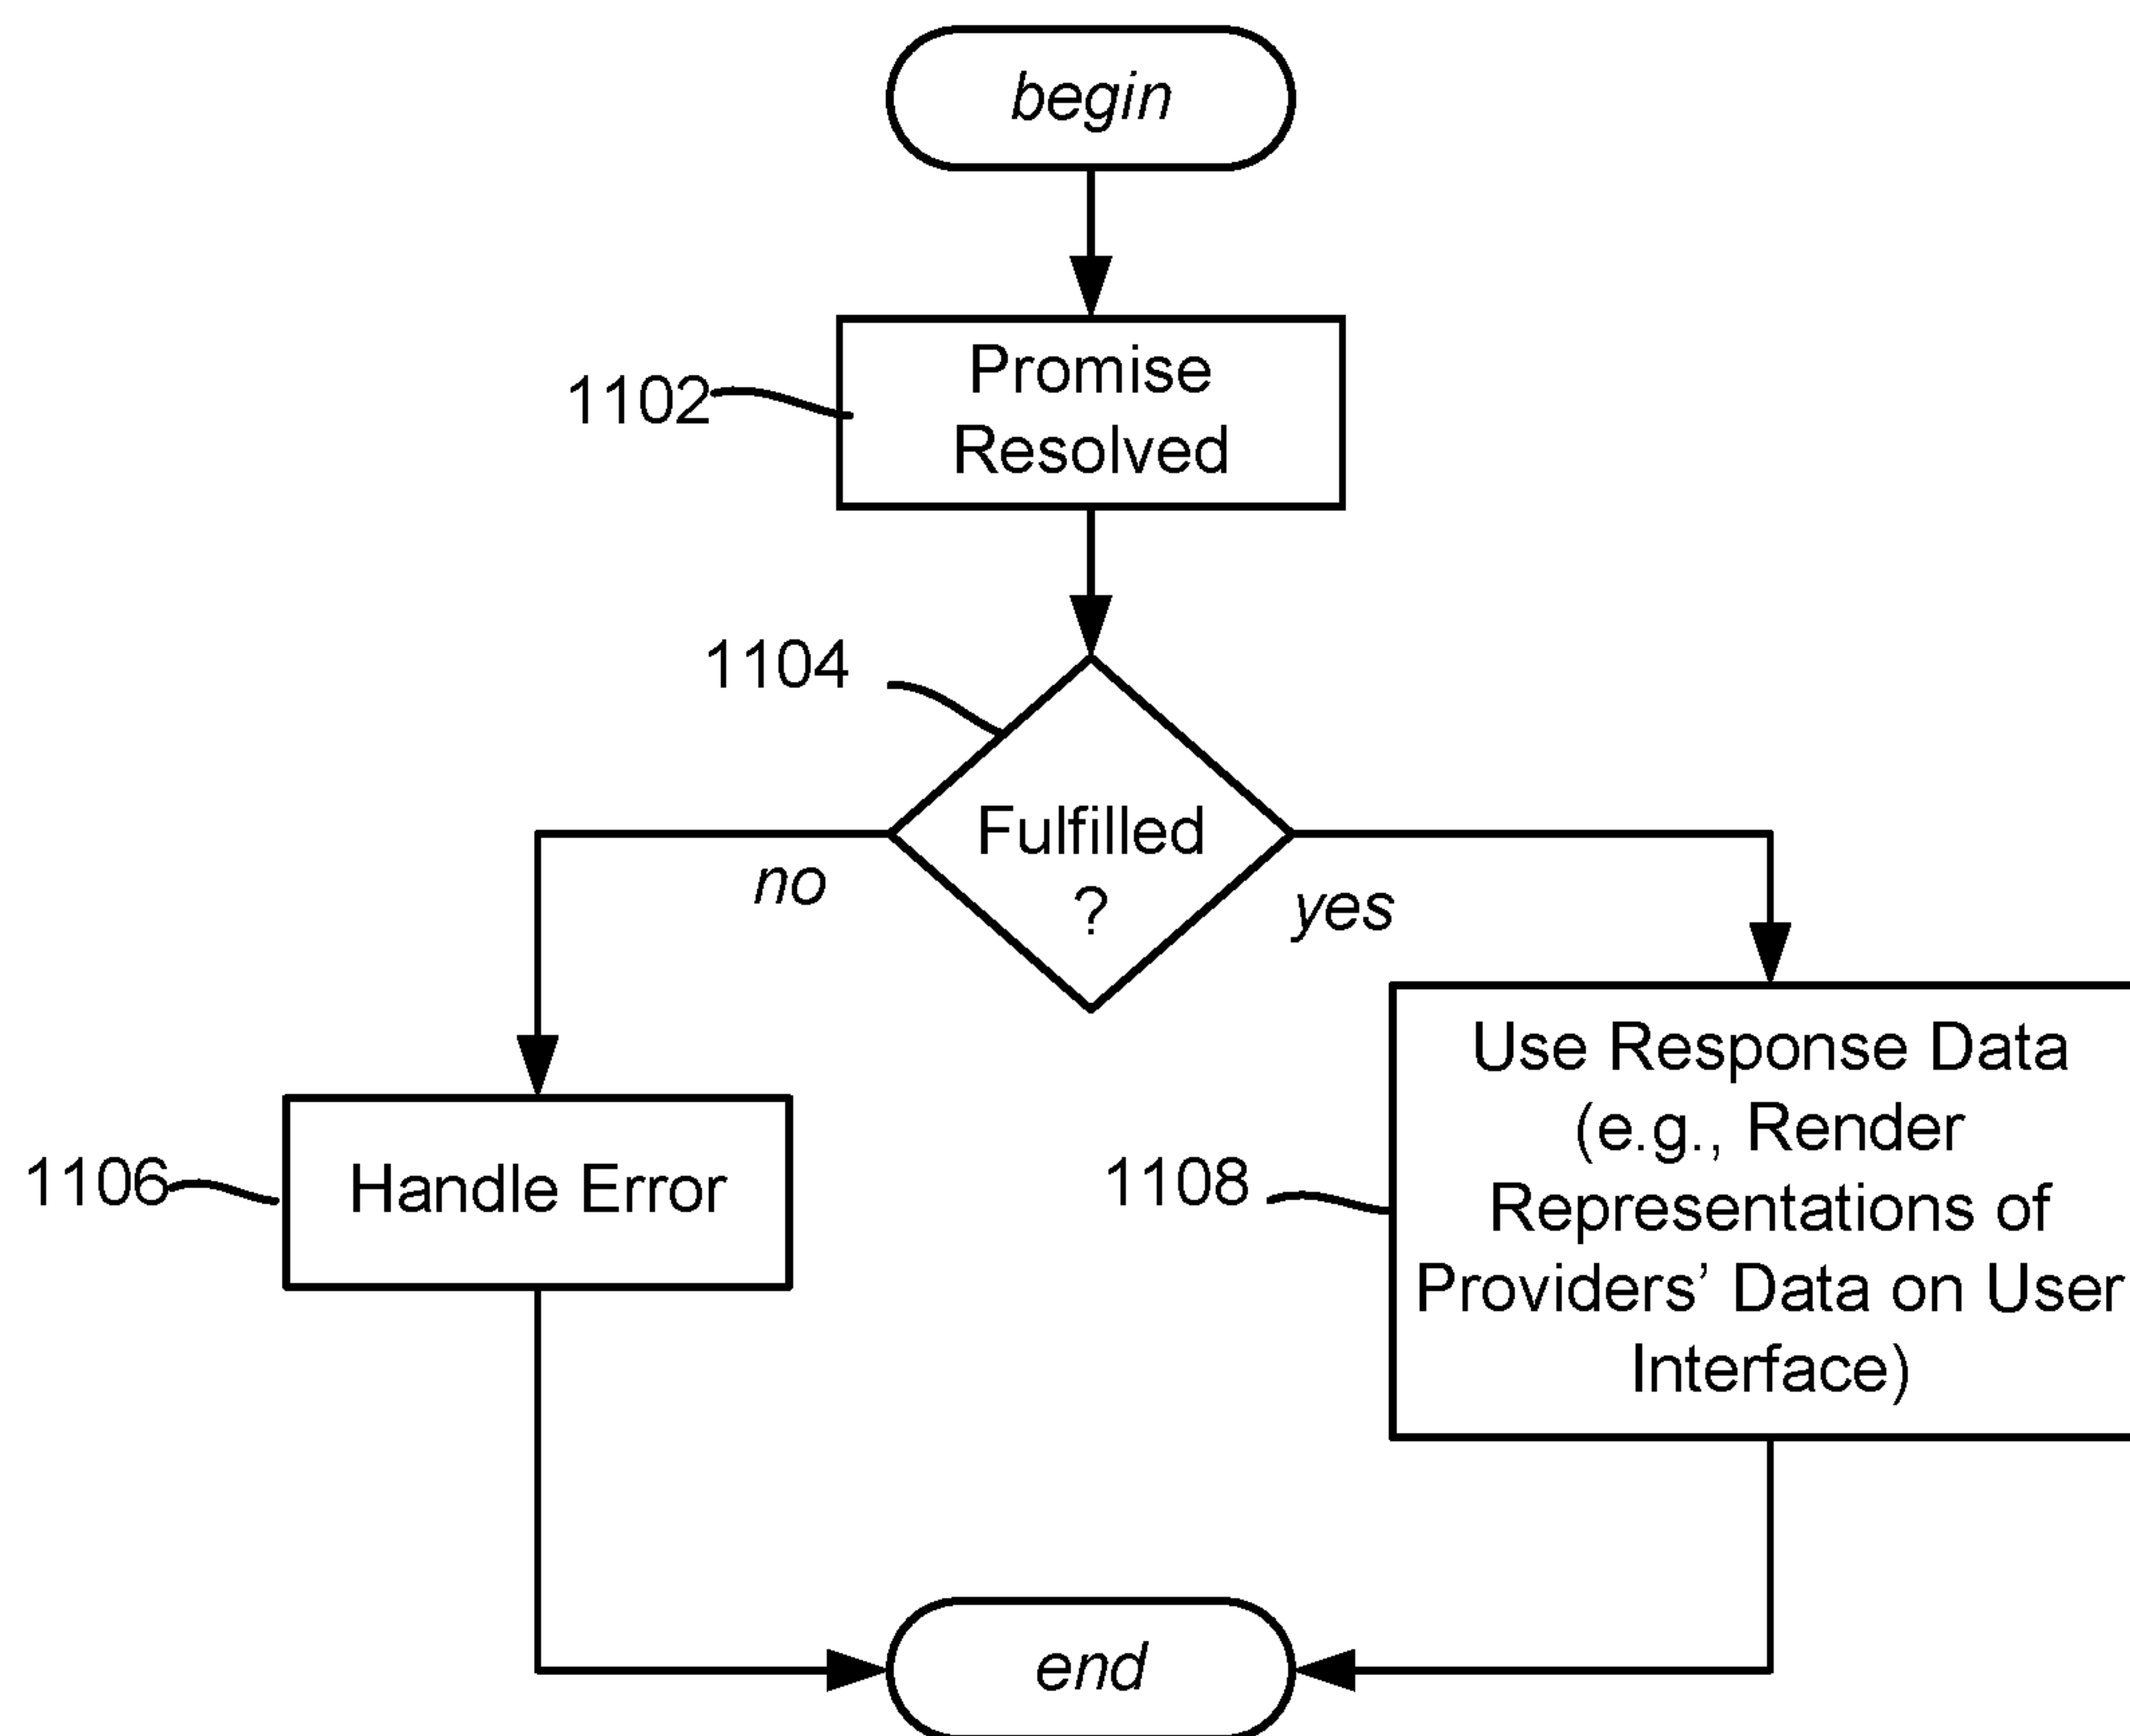 begin
1102
Promise
Resolved
1104
Fulfilled
?
no
yes
1106
Handle Error
1108
Use Response Data
(e.g., Render
Representations of
Providers’ Data on User
Interface)
end